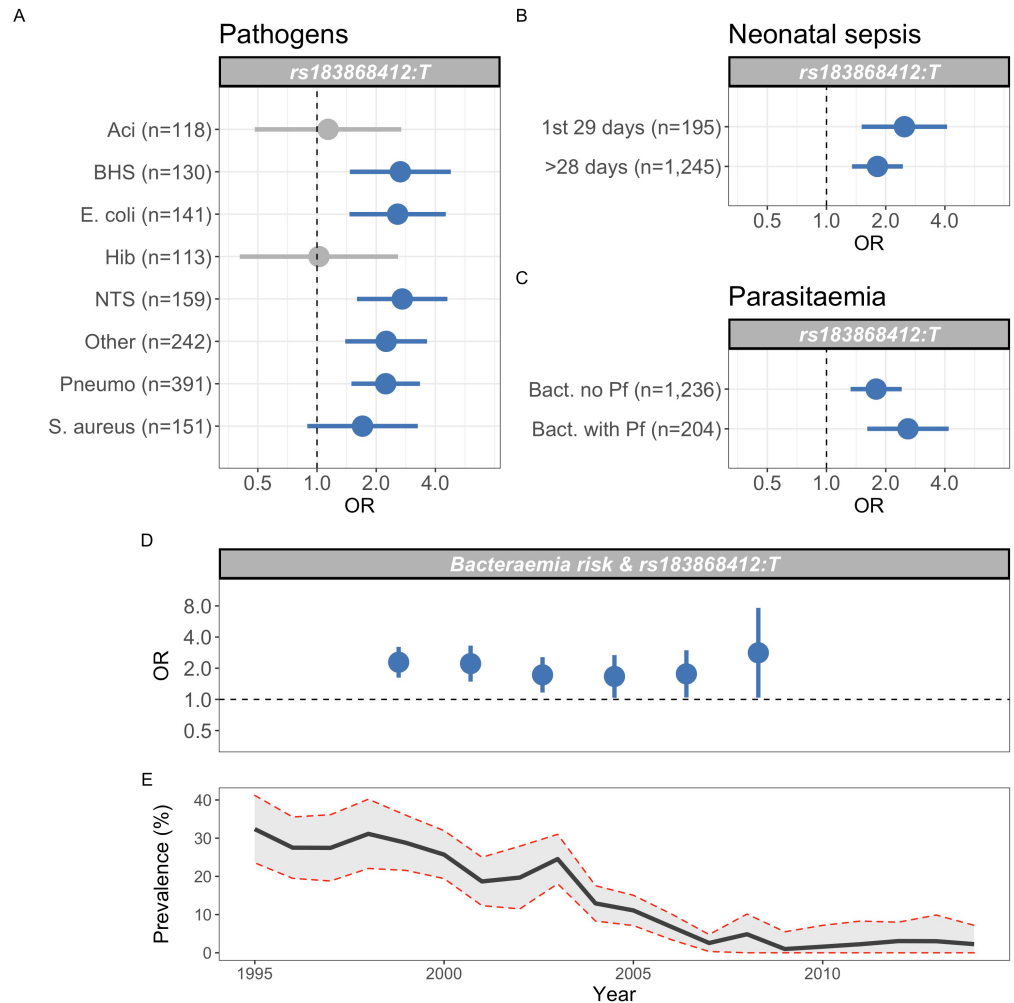 A
Pathogens
rs183868412:T
Aci (n=118)
BHS (n=130)
E. coli (n=141)
Hib (n=113)
NTS (n=159)
Other (n=242)
Pneumo (n=391)
S. aureus (n=151)
0.5 1.0 2.0 4.0
OR
B
Neonatal sepsis
rs183868412:T
1st 29 days (n=195)
>28 days (n=1,245)
0.5 1.0 2.0 4.0
OR
C
Parasitaemia
rs183868412:T
Bact. no Pf (n=1,236)
Bact. with Pf (n=204)
0.5 1.0 2.0 4.0
OR
D
Bacteraemia risk & rs183868412:T
OR
8.0
4.0
2.0
1.0
0.5
E
Prevalence (%)
40
30
20
10
0
1995 2000 2005 2010
Year